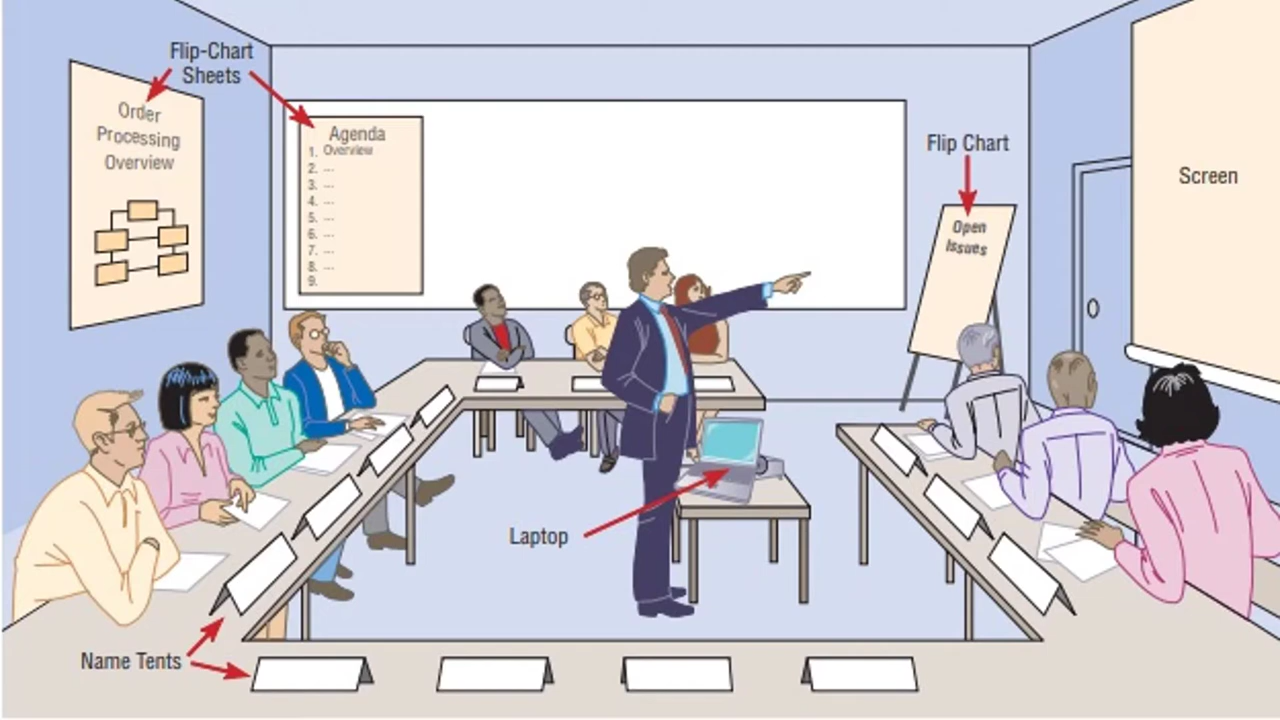 Flip-Chart
Sheets
Order
Processing
Overview
Agenda
1. Overview
2. ...
3. ...
4. ...
5. ...
6. ...
7. ...
8. ...
9.
Flip Chart
Open
Issues
Screen
Laptop
Name Tents